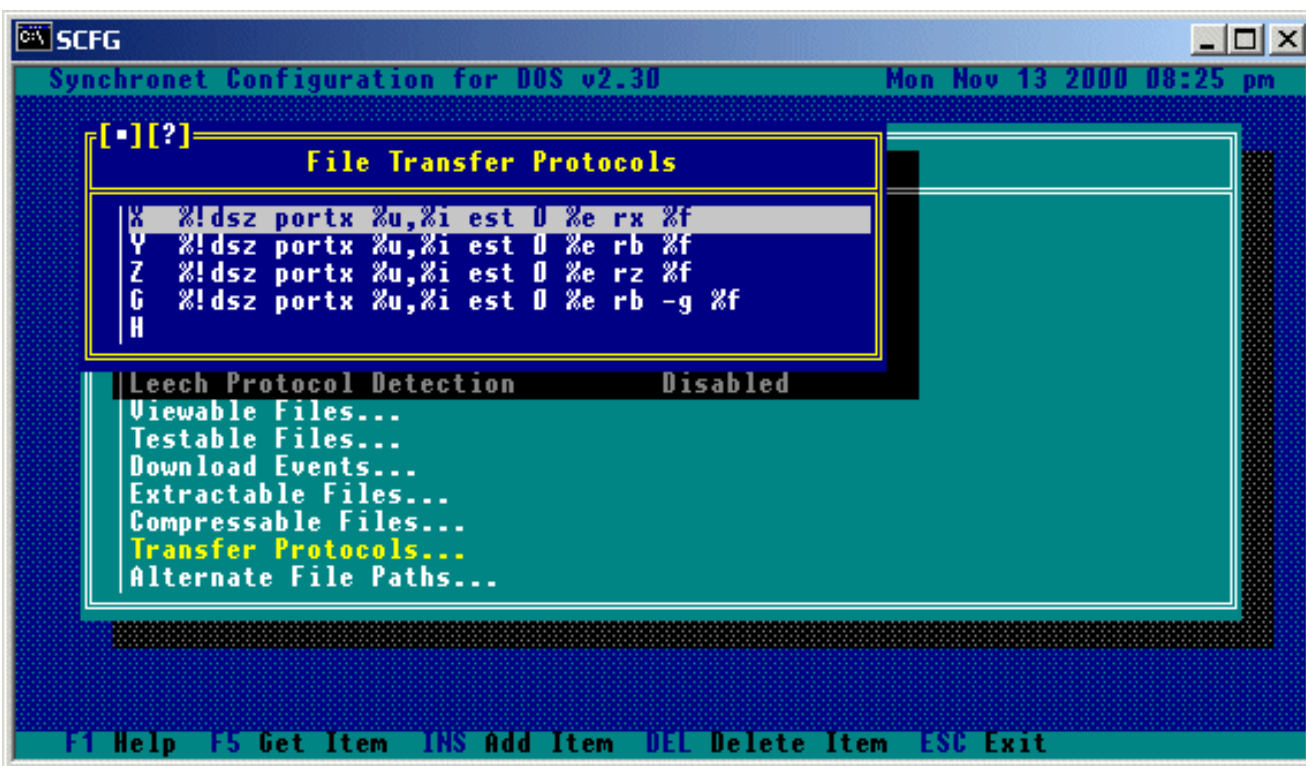 SCFG
Synchronet Configuration for DOS v2.30 Mon Nov 13 2000 08:25 pm
[▪][?]
File Transfer Protocols
X %!dsz portx %u,%i est 0 %e rx %f
Y %!dsz portx %u,%i est 0 %e rb %f
Z %!dsz portx %u,%i est 0 %e rz %f
G %!dsz portx %u,%i est 0 %e rb -g %f
H
Leech Protocol Detection Disabled
Viewable Files...
Testable Files...
Download Events...
Extractable Files...
Compressable Files...
Transfer Protocols...
Alternate File Paths...
F1 Help F5 Get Item INS Add Item DEL Delete Item ESC Exit